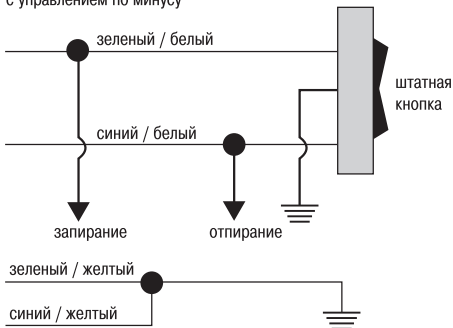 с управлением по минусу
зеленый / белый
штатная
кнопка
синий / белый
запирание
отпирание
зеленый / желтый
синий / желтый